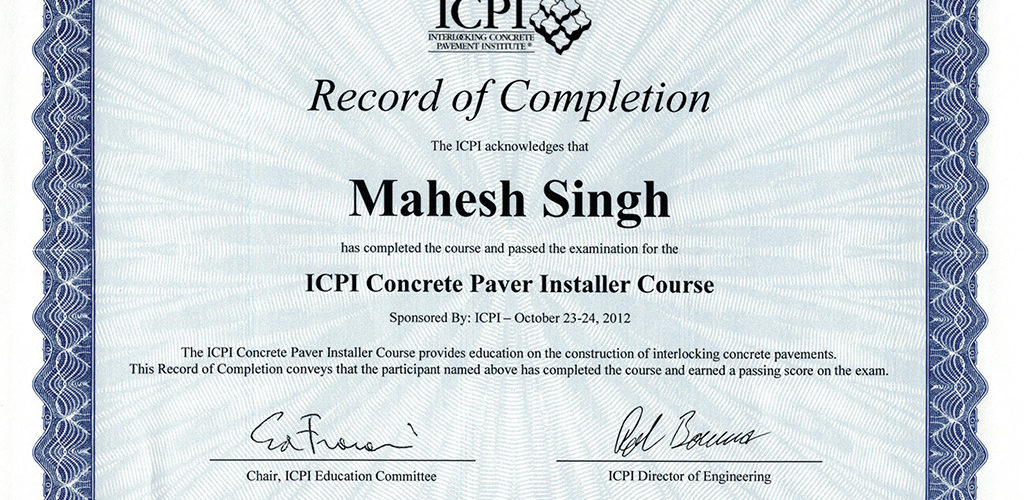 ICPI
INTERLOCKING CONCRETE
PAVEMENT INSTITUTE®
Record of Completion
The ICPI acknowledges that
Mahesh Singh
has completed the course and passed the examination for the
ICPI Concrete Paver Installer Course
Sponsored By: ICPI – October 23-24, 2012
The ICPI Concrete Paver Installer Course provides education on the construction of interlocking concrete pavements.
This Record of Completion conveys that the participant named above has completed the course and earned a passing score on the exam.
Chair, ICPI Education Committee
ICPI Director of Engineering